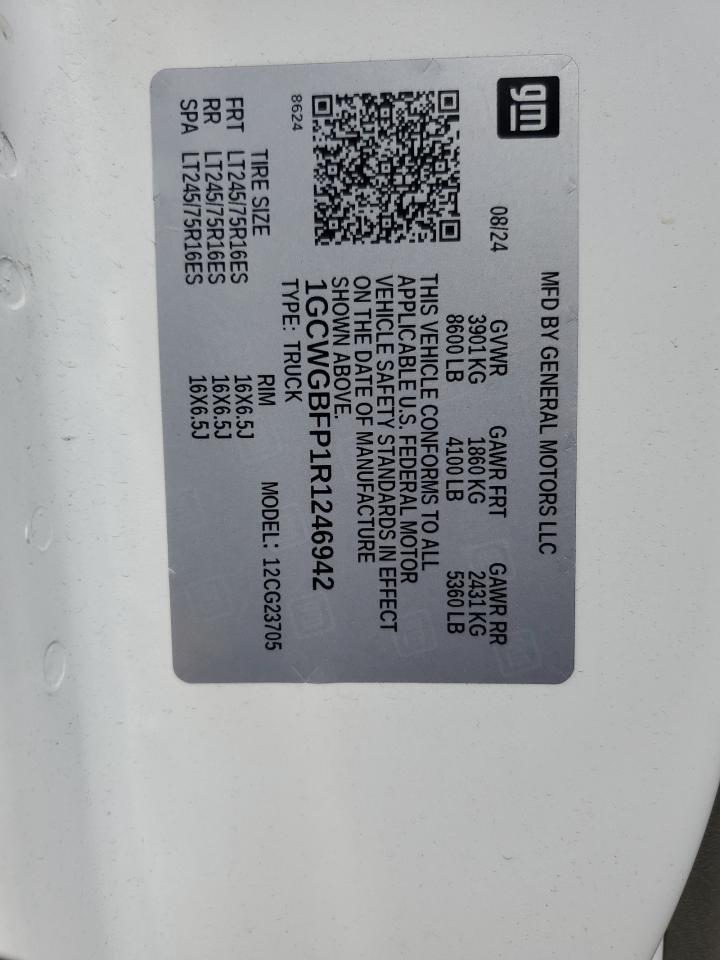 gm
MFD BY GENERAL MOTORS LLC
08/24
GVWR GAWR FRT GAWR RR
3901 KG 1860 KG 2431 KG
8600 LB 4100 LB 5360 LB
THIS VEHICLE CONFORMS TO ALL
APPLICABLE U.S. FEDERAL MOTOR
VEHICLE SAFETY STANDARDS IN EFFECT
ON THE DATE OF MANUFACTURE
SHOWN ABOVE.
1GCWGBFP1R1246942
8624
TYPE: TRUCK
MODEL: 12CG23705
TIRE SIZE RIM
FRT LT245/75R16ES 16X6.5J
RR LT245/75R16ES 16X6.5J
SPA LT245/75R16ES 16X6.5J